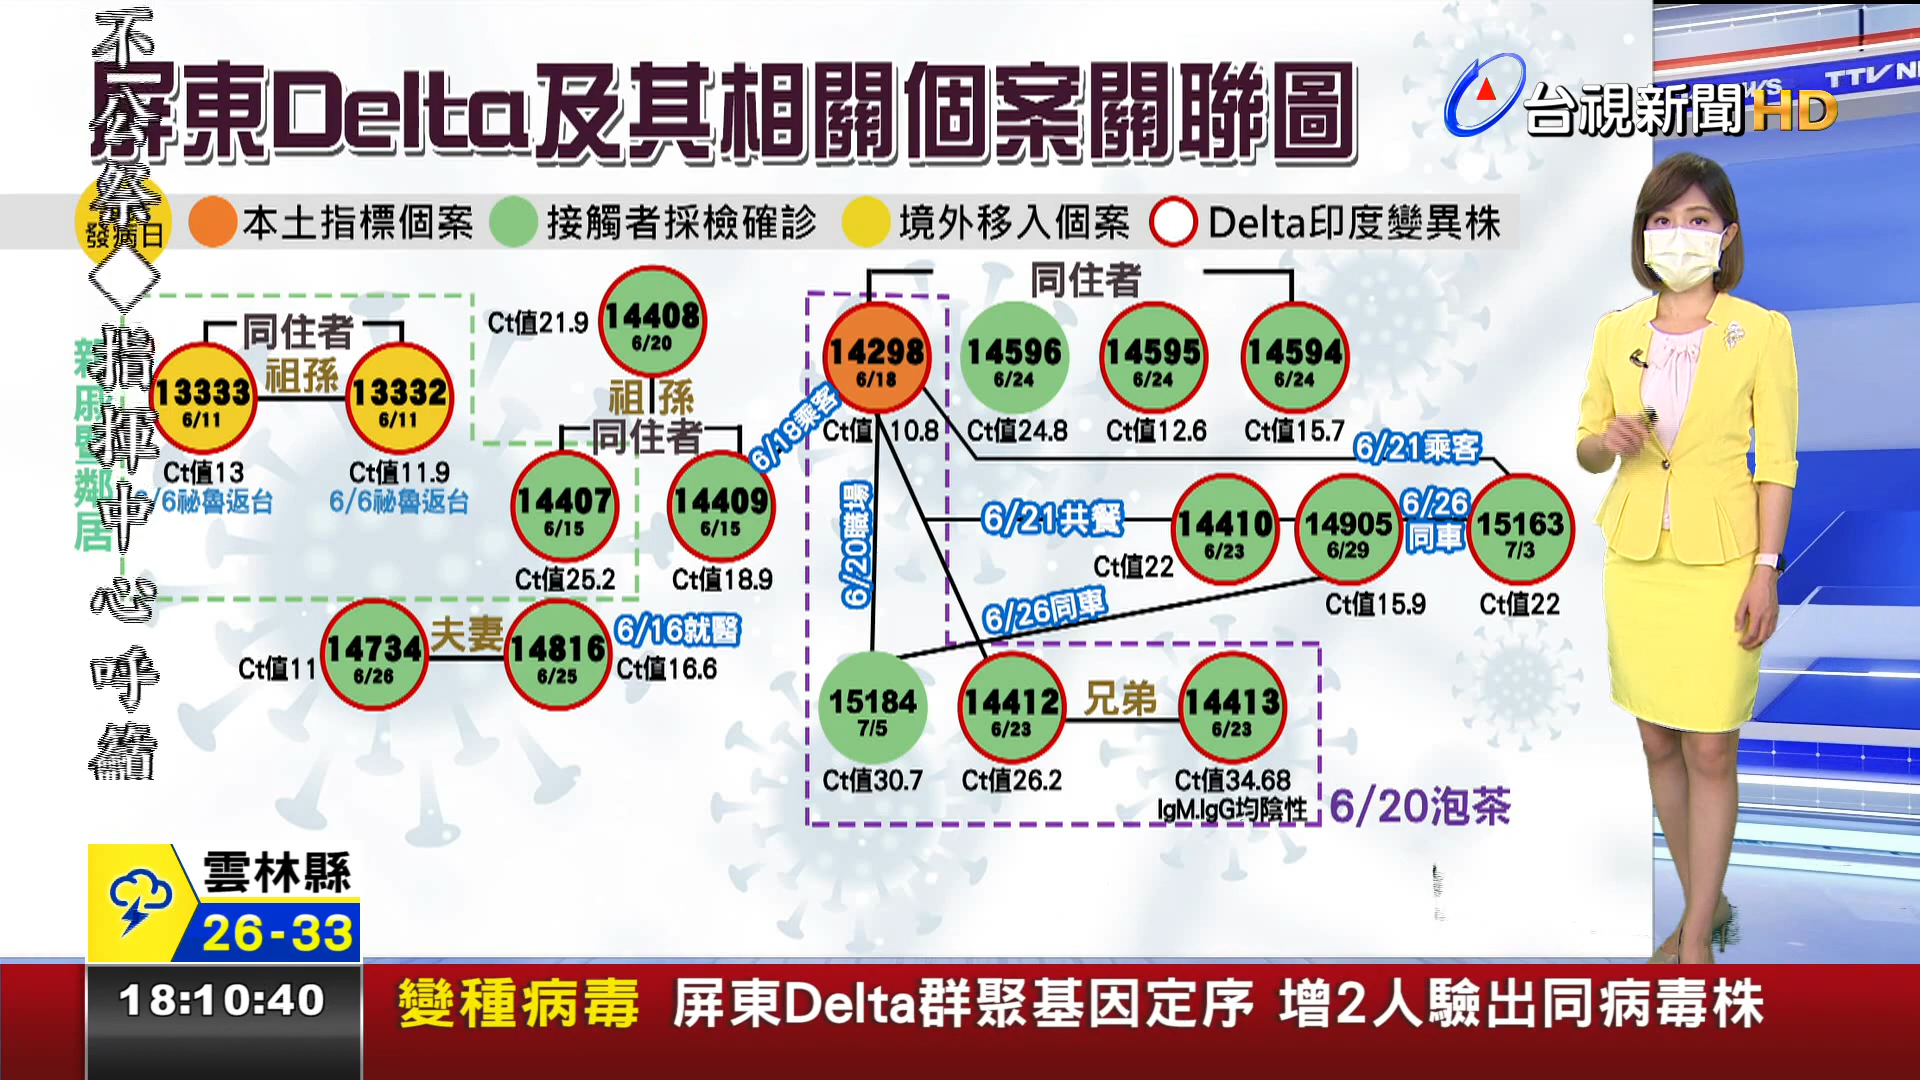 屏東Delta及其相關個案關聯圖
台視新聞HD
TTV
發病日
本土指標個案
接觸者採檢確診
境外移入個案
Delta印度變異株
同住者
祖孫
13333
6/11
Ct值13
6/6祕魯返台
13332
6/11
Ct值11.9
6/6祕魯返台
Ct值21.9
14408
6/20
祖孫
同住者
14407
6/15
Ct值25.2
14409
6/15
Ct值18.9
14734
6/26
Ct值11
夫妻
14816
6/25
6/16就醫
Ct值16.6
6/18乘客
同住者
14298
6/18
Ct值10.8
14596
6/24
Ct值24.8
14595
6/24
Ct值12.6
14594
6/24
Ct值15.7
6/21乘客
6/20職場
6/21共餐
14410
6/23
Ct值22
14905
6/29
Ct值15.9
6/26
同車
15163
7/3
Ct值22
6/26同車
15184
7/5
Ct值30.7
14412
6/23
Ct值26.2
兄弟
14413
6/23
Ct值34.68
IgM.IgG均陰性
6/20泡茶
親戚暨鄰居
指揮中心呼籲
雲林縣
26-33
18:10:40
變種病毒 屏東Delta群聚基因定序 增2人驗出同病毒株